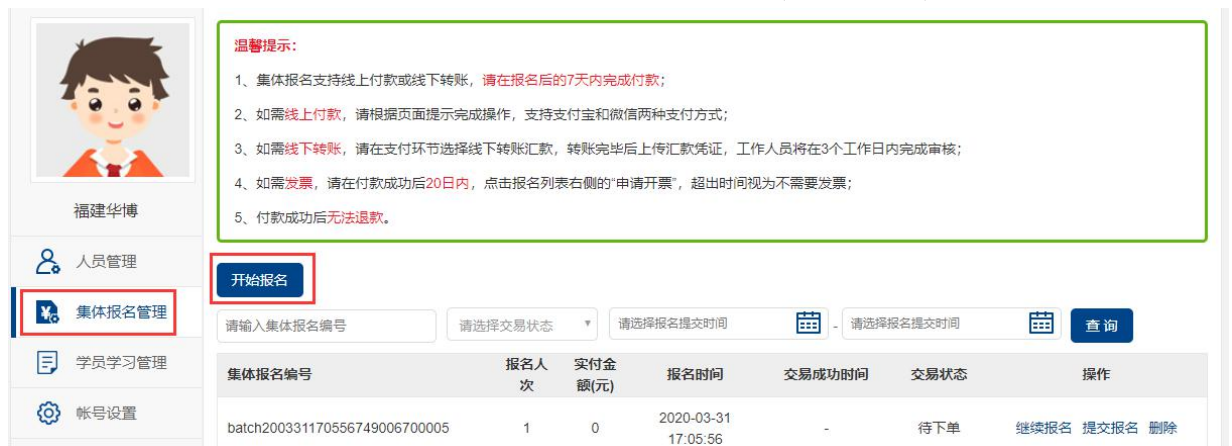 温馨提示：
1、集体报名支持线上付款或线下转账，请在报名后的7天内完成付款；
2、如需线上付款，请根据页面提示完成操作，支持支付宝和微信两种支付方式；
3、如需线下转账，请在支付环节选择线下转账汇款，转账完毕后上传汇款凭证，工作人员将在3个工作日内完成审核；
4、如需发票，请在付款成功后20日内，点击报名列表右侧的“申请开票”，超出时间视为不需要发票；
5、付款成功后无法退款。
福建华博
人员管理
集体报名管理
学员学习管理
帐号设置
开始报名
请输入集体报名编号 请选择交易状态 请选择报名提交时间 - 请选择报名提交时间 查询
集体报名编号 报名人次 实付金额(元) 报名时间 交易成功时间 交易状态 操作
batch200331170556749006700005 1 0 2020-03-31 17:05:56 - 待下单 继续报名 提交报名 删除